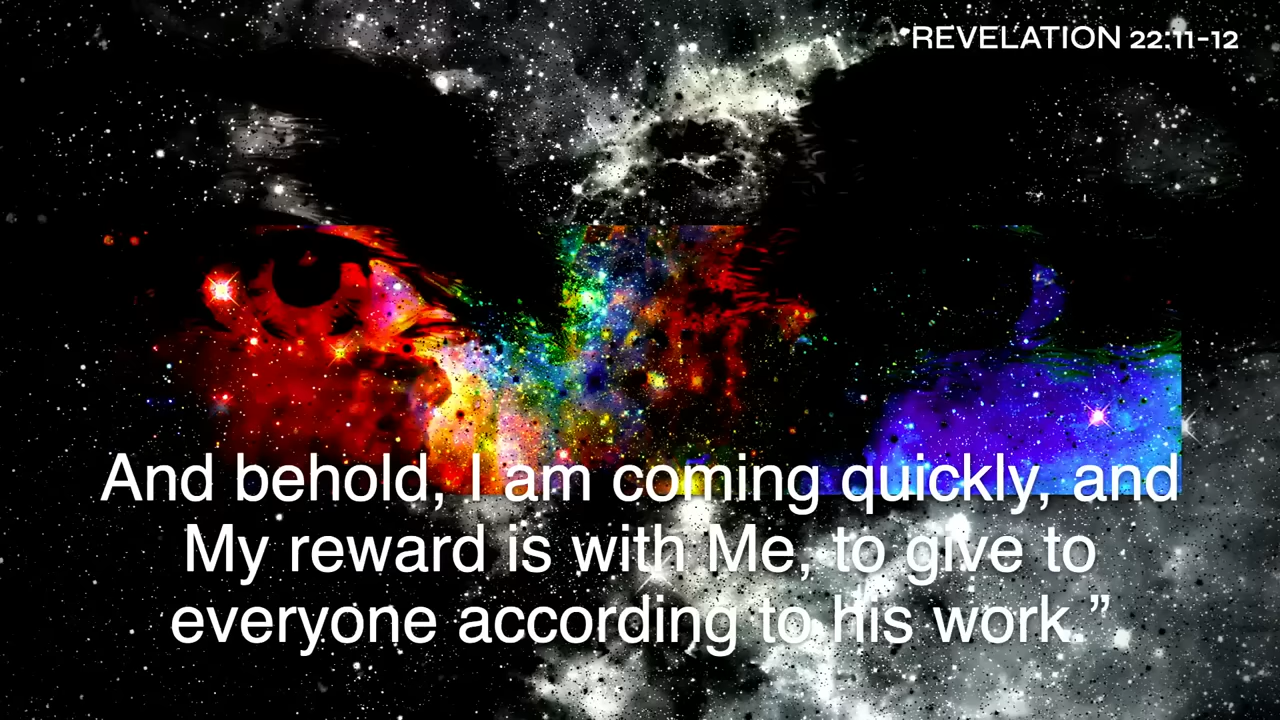 REVELATION 22:11-12
And behold, I am coming quickly, and
My reward is with Me, to give to
everyone according to his work.”